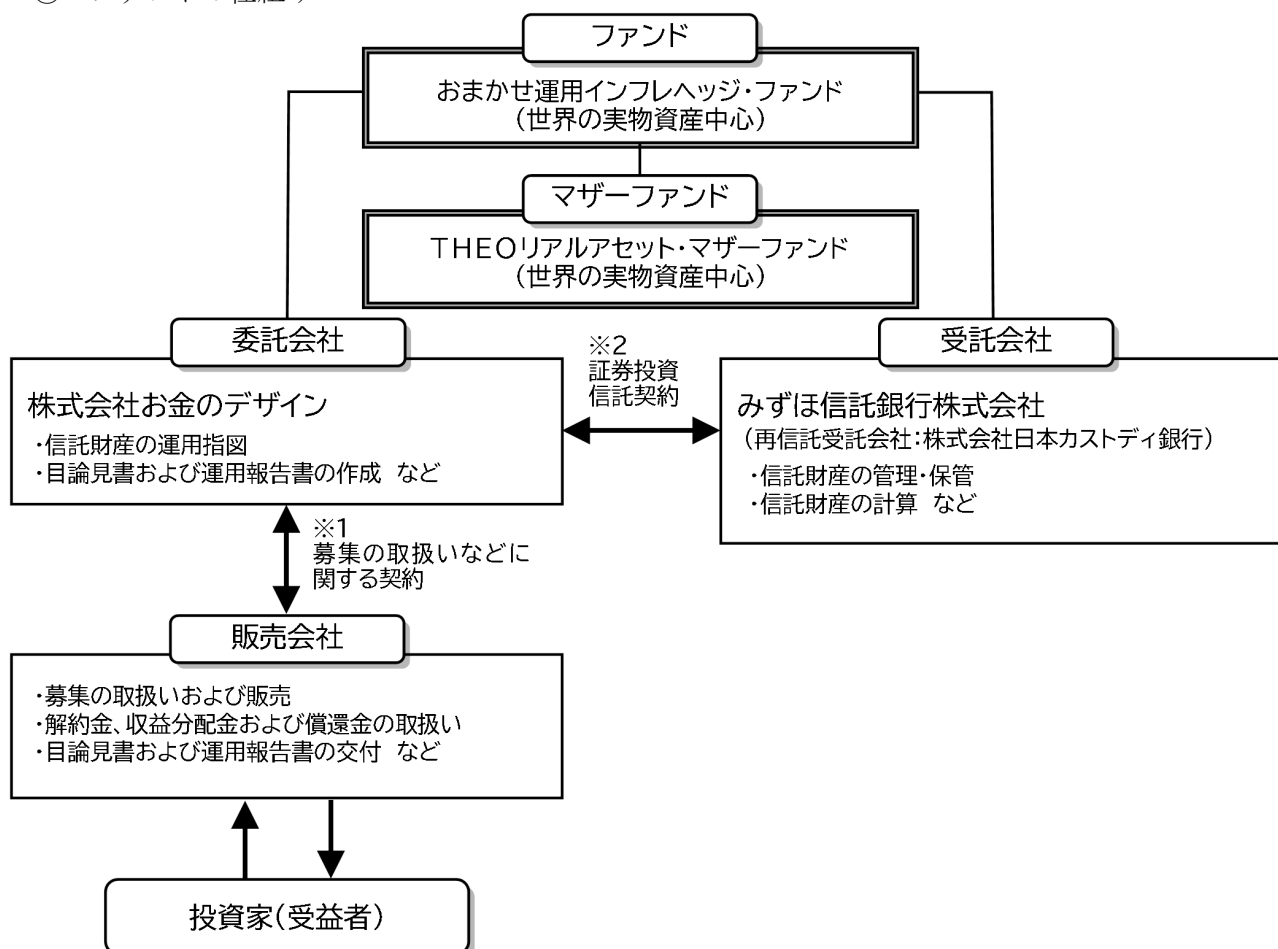 ファンド
おまかせ運用インフレヘッジ・ファンド
(世界の実物資産中心)
マザーファンド
THEOリアルアセット・マザーファンド
(世界の実物資産中心)
委託会社
株式会社お金のデザイン
・信託財産の運用指図
・目論見書および運用報告書の作成 など
※2
証券投資
信託契約
受託会社
みずほ信託銀行株式会社
(再信託受託会社:株式会社日本カストディ銀行)
・信託財産の管理・保管
・信託財産の計算 など
※1
募集の取扱いなどに
関する契約
販売会社
・募集の取扱いおよび販売
・解約金、収益分配金および償還金の取扱い
・目論見書および運用報告書の交付 など
投資家(受益者)